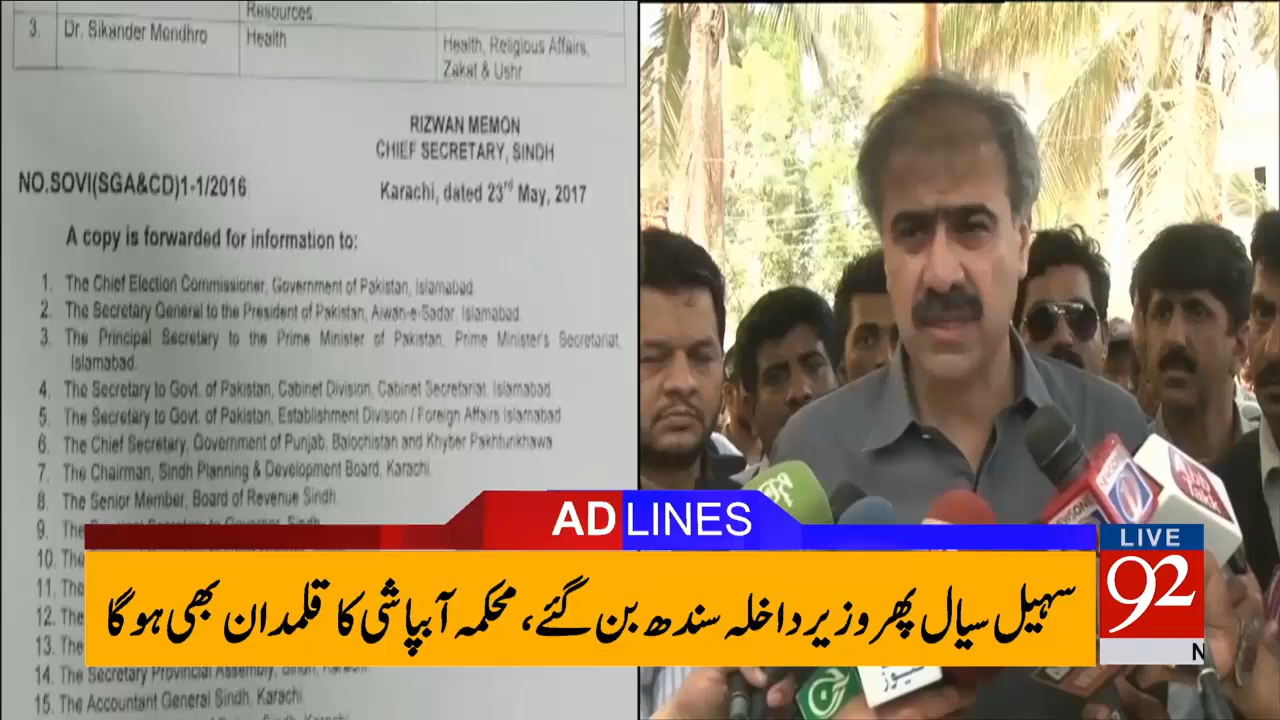 Resources
3. Dr. Sikander Mendhro Health Health, Religious Affairs,
Zakat & Ushr
RIZWAN MEMON
CHIEF SECRETARY, SINDH
NO.SOVI(SGA&CD)1-1/2016
Karachi, dated 23rd May, 2017
A copy is forwarded for information to:
1. The Chief Election Commissioner, Government of Pakistan, Islamabad.
2. The Secretary General to the President of Pakistan, Aiwan-e-Sadar, Islamabad.
3. The Principal Secretary to the Prime Minister of Pakistan, Prime Minister's Secretariat,
Islamabad.
4. The Secretary to Govt. of Pakistan, Cabinet Division, Cabinet Secretariat, Islamabad.
5. The Secretary to Govt. of Pakistan, Establishment Division / Foreign Affairs Islamabad.
6. The Chief Secretary, Government of Punjab, Balochistan and Khyber Pakhtunkhawa
7. The Chairman, Sindh Planning & Development Board, Karachi.
8. The Senior Member, Board of Revenue Sindh.
9. The
10. The
11. The
12. The
13. The
14. The Secretary Provincial Assembly, Sindh, Karachi.
15. The Accountant General Sindh, Karachi.
AD LINES
LIVE
92
سہیل سیال پھر وزیر داخلہ سندھ بن گئے، محکمہ آبپاشی کا قلمدان بھی ہوگا
N
نیوز